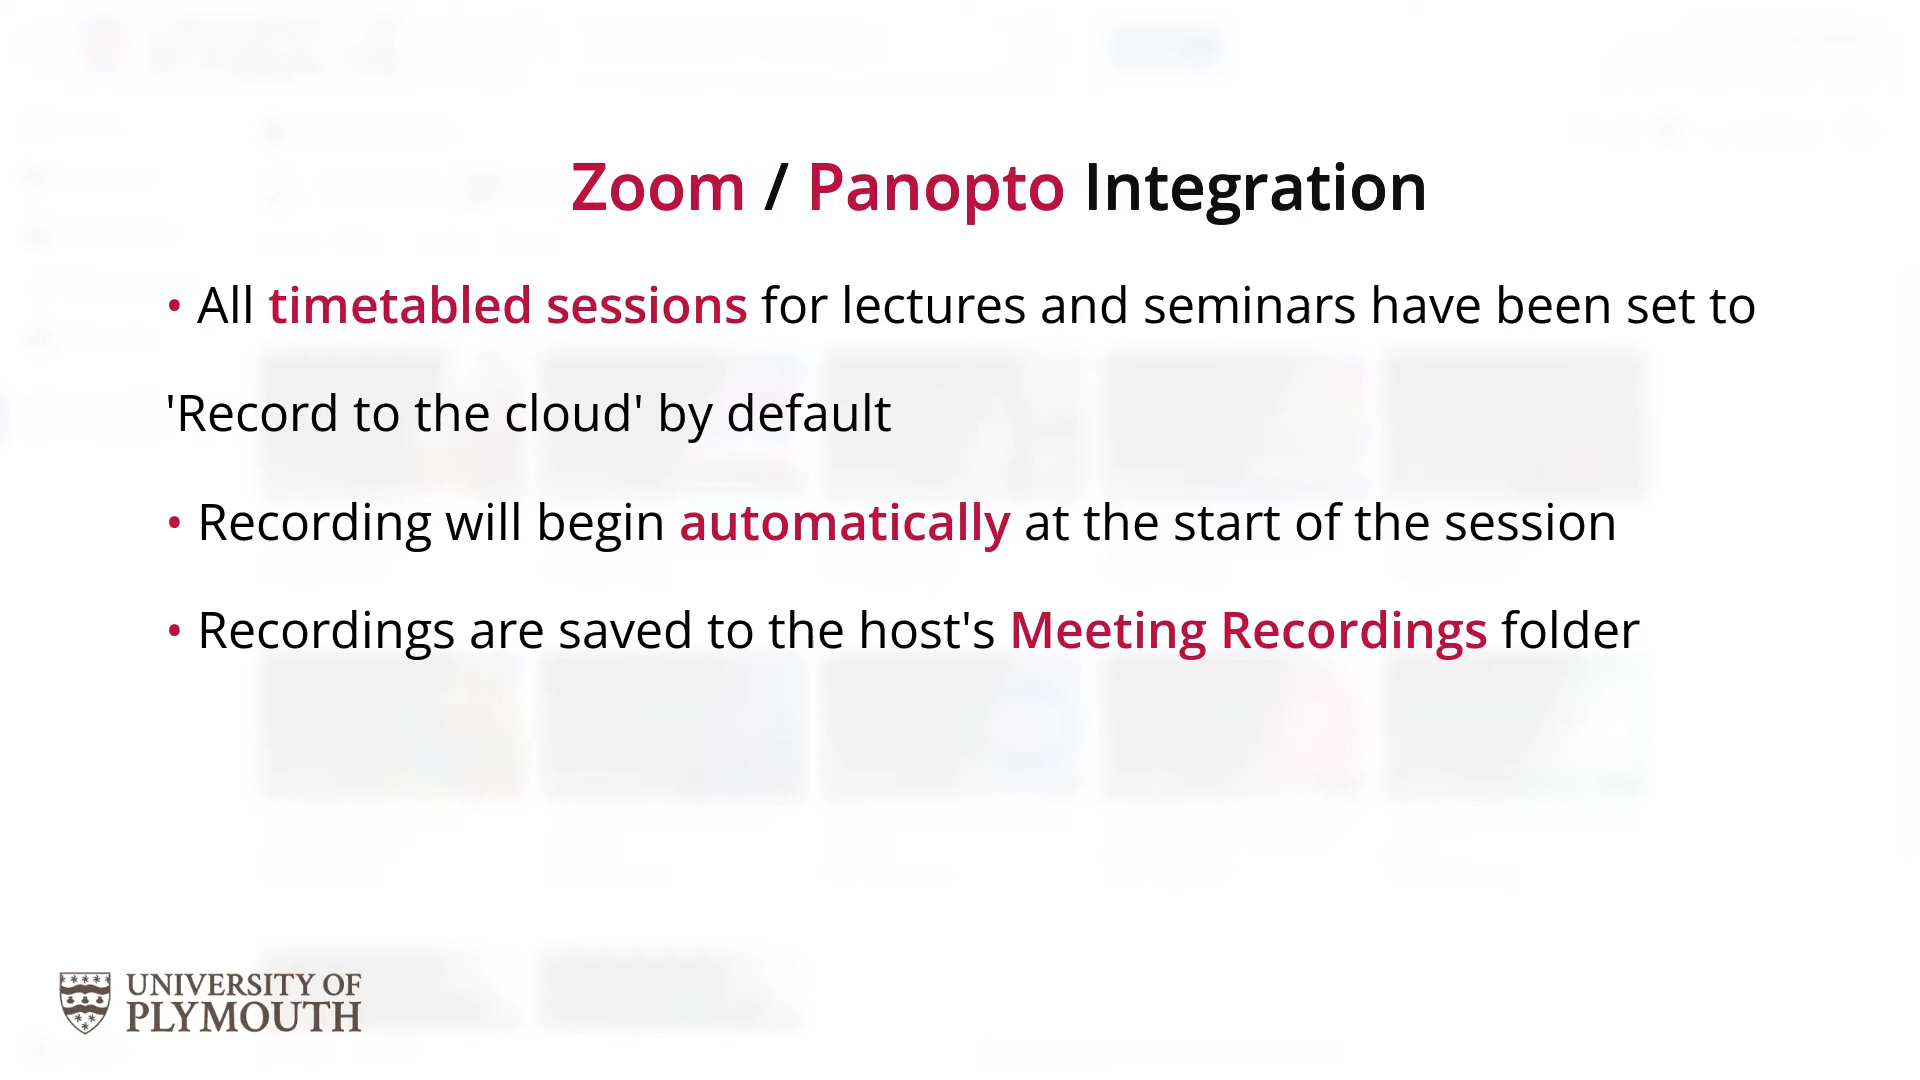 Zoom / Panopto Integration
• All timetabled sessions for lectures and seminars have been set to
'Record to the cloud' by default
• Recording will begin automatically at the start of the session
• Recordings are saved to the host's Meeting Recordings folder
UNIVERSITY OF
PLYMOUTH